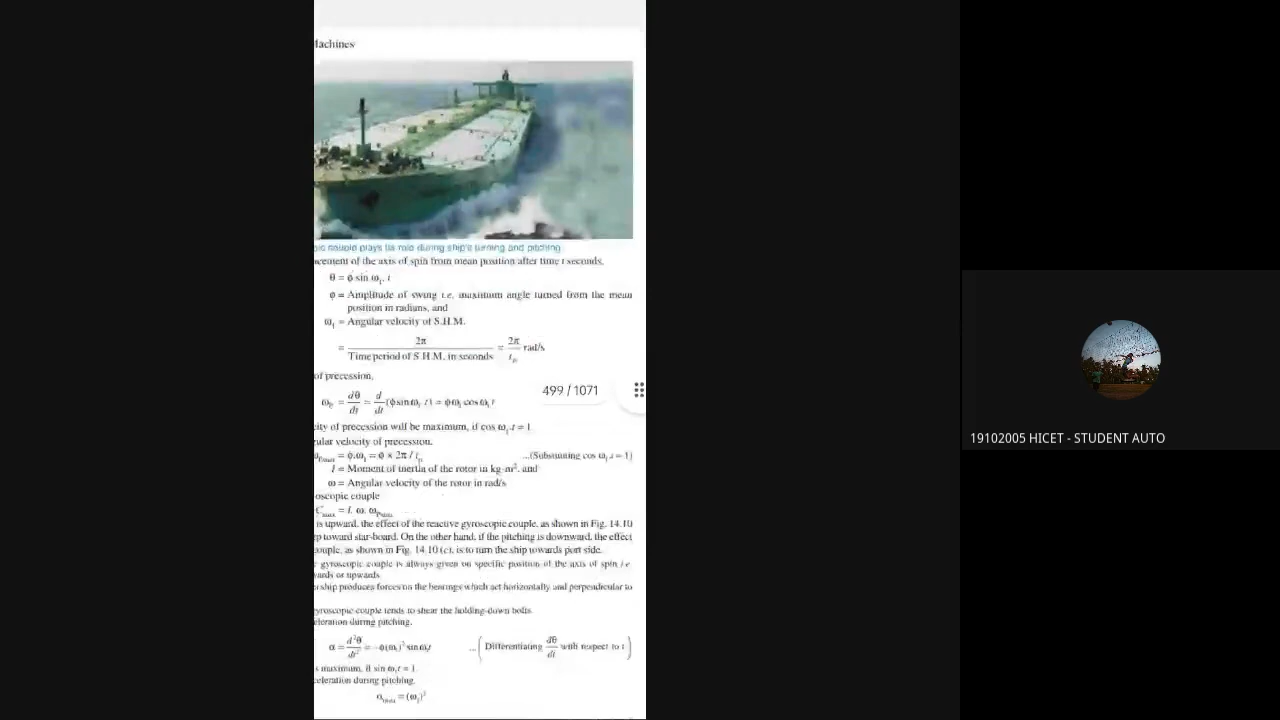 Machines
gic couple plays its role during ship's turning and pitching
cement of the axis of spin from mean position after time t seconds,
θ = ϕ sin ω₁ . t
ϕ = Amplitude of swing i.e. maximum angle turned from the mean
position in radians, and
ω₁ = Angular velocity of S.H.M.
= 2π / Time period of S.H.M. in seconds = 2π / tₚ rad/s
of precession,
499 / 1071
ωₚ = dθ/dt = d/dt (ϕ sin ω₁ . t) = ϕω₁ cos ω₁t
city of precession will be maximum, if cos ω₁.t = 1
ular velocity of precession,
ωPmax = ϕ.ω₁ = ϕ × 2π / tₚ ...(Substituting cos ω₁.t = 1)
I = Moment of inertia of the rotor in kg-m², and
ω = Angular velocity of the rotor in rad/s
oscopic couple
Cmax = I. ω. ωPmax
is upward, the effect of the reactive gyroscopic couple, as shown in Fig. 14.10
p toward star-board. On the other hand, if the pitching is downward, the effect
couple, as shown in Fig. 14.10 (c), is to turn the ship towards port side.
gyroscopic couple is always given on specific position of the axis of spin, i.e.
wards or upwards
ship produces forces on the bearings which act horizontally and perpendicular to
gyroscopic couple tends to shear the holding-down bolts.
eleration during pitching,
α = d²θ/dt² = – ϕ(ω₁)² sin ω₁t ...( Differentiating dθ/dt with respect to t )
s maximum, if sin ω₁t = 1.
celeration during pitching,
αmax = (ω₁)²
19102005 HICET - STUDENT AUTO